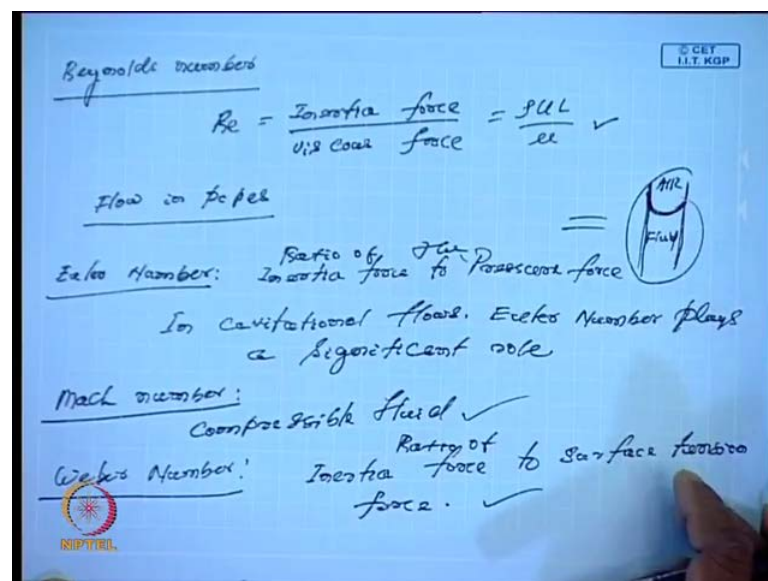 © CET
I.I.T. KGP
Reynolds number
Re = Inertia force / viscous force = ρUL / μ ✓
Flow in pipes
AIR
Fluid
Euler Number: Ratio of the Inertia force to Pressure force
In cavitational flows. Euler Number plays
a significant role
Mach number:
Compressible fluid ✓
Weber Number: Ratio of Inertia force to surface tension
force. ✓
NPTEL